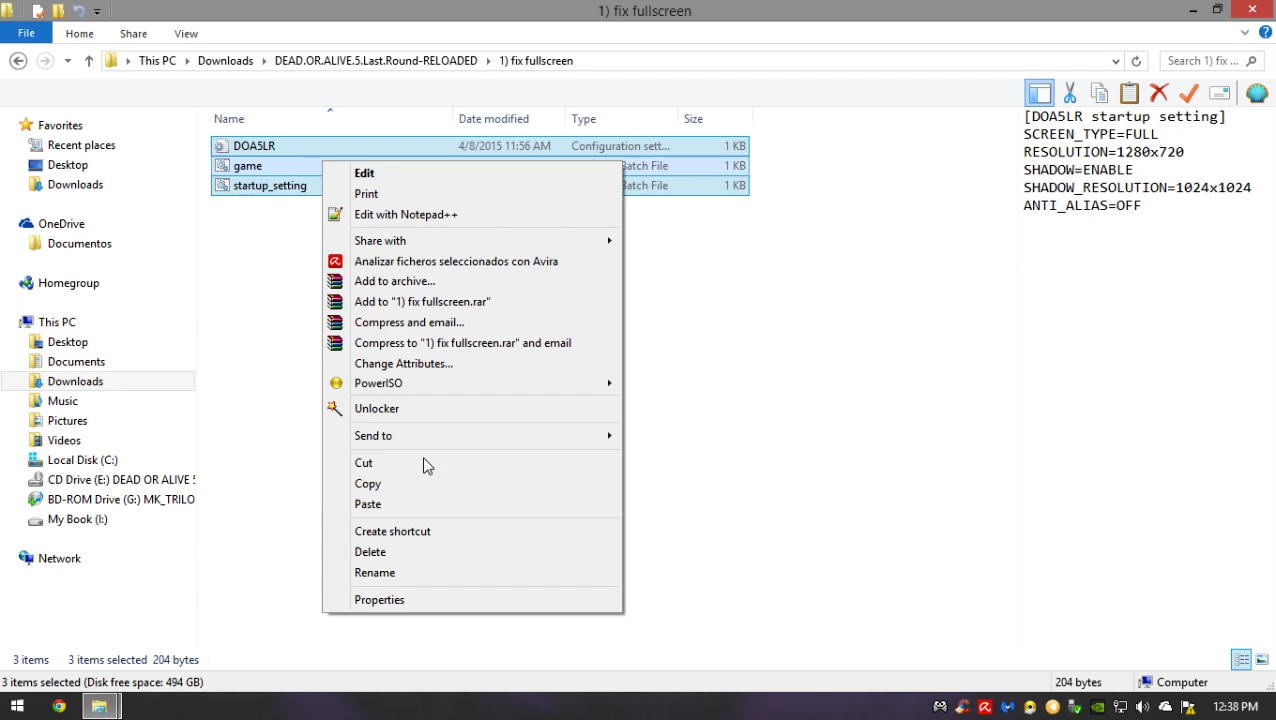 1) fix fullscreen
File
Home
Share
View
This PC
Downloads
DEAD.OR.ALIVE.5.Last.Round-RELOADED
1) fix fullscreen
Search 1) fix ...
Favorites
Recent places
Desktop
Downloads
OneDrive
Documentos
Homegroup
This PC
Desktop
Documents
Downloads
Music
Pictures
Videos
Local Disk (C:)
CD Drive (E:) DEAD OR ALIVE 5
BD-ROM Drive (G:) MK_TRILO
My Book (I:)
Network
Name
Date modified
Type
Size
DOA5LR
4/8/2015 11:56 AM
Configuration sett...
1 KB
game
Batch File
1 KB
startup_setting
Batch File
1 KB
Edit
Print
Edit with Notepad++
Share with
Analizar ficheros seleccionados con Avira
Add to archive...
Add to "1) fix fullscreen.rar"
Compress and email...
Compress to "1) fix fullscreen.rar" and email
Change Attributes...
PowerISO
Unlocker
Send to
Cut
Copy
Paste
Create shortcut
Delete
Rename
Properties
[DOA5LR startup setting]
SCREEN_TYPE=FULL
RESOLUTION=1280x720
SHADOW=ENABLE
SHADOW_RESOLUTION=1024x1024
ANTI_ALIAS=OFF
3 items
3 items selected 204 bytes
3 items selected (Disk free space: 494 GB)
204 bytes
Computer
12:38 PM